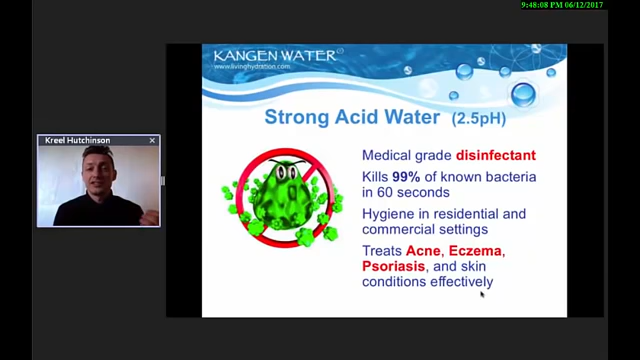 9:48:08 PM 06/12/2017
KANGEN WATER
www.livinghydration.com
Kreel Hutchinson
Strong Acid Water (2.5pH)
Medical grade disinfectant
Kills 99% of known bacteria
in 60 seconds
Hygiene in residential and
commercial settings
Treats Acne, Eczema,
Psoriasis, and skin
conditions effectively